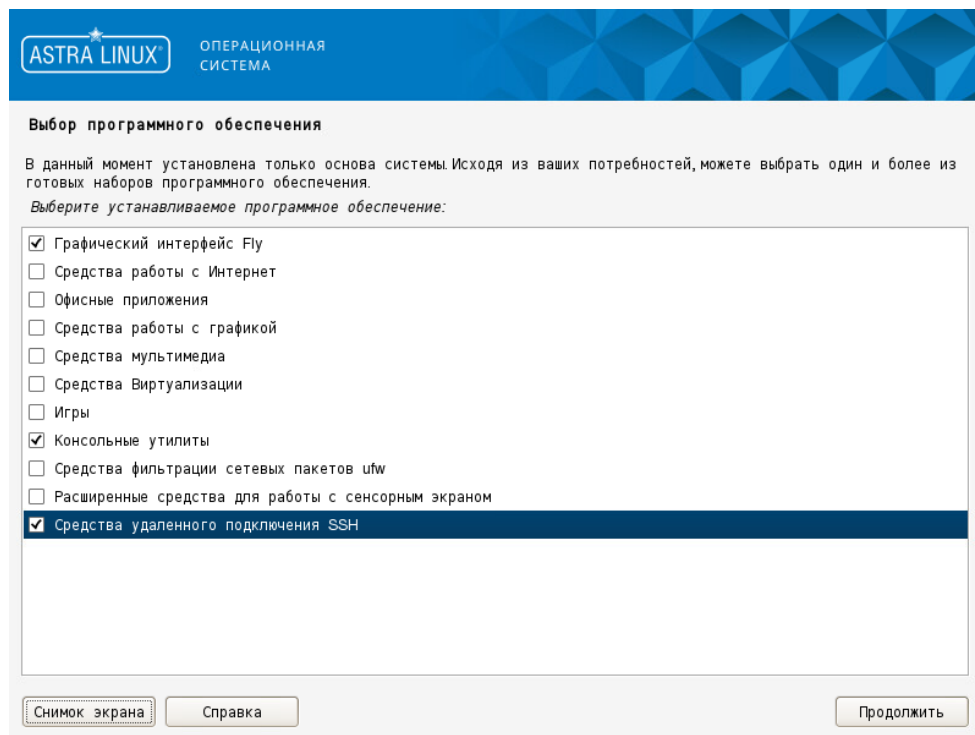 ASTRA LINUX®
ОПЕРАЦИОННАЯ
СИСТЕМА
Выбор программного обеспечения
В данный момент установлена только основа системы. Исходя из ваших потребностей, можете выбрать один и более из
готовых наборов программного обеспечения.
Выберите устанавливаемое программное обеспечение:
Графический интерфейс Fly
Средства работы с Интернет
Офисные приложения
Средства работы с графикой
Средства мультимедиа
Средства Виртуализации
Игры
Консольные утилиты
Средства фильтрации сетевых пакетов ufw
Расширенные средства для работы с сенсорным экраном
Средства удаленного подключения SSH
Снимок экрана
Справка
Продолжить